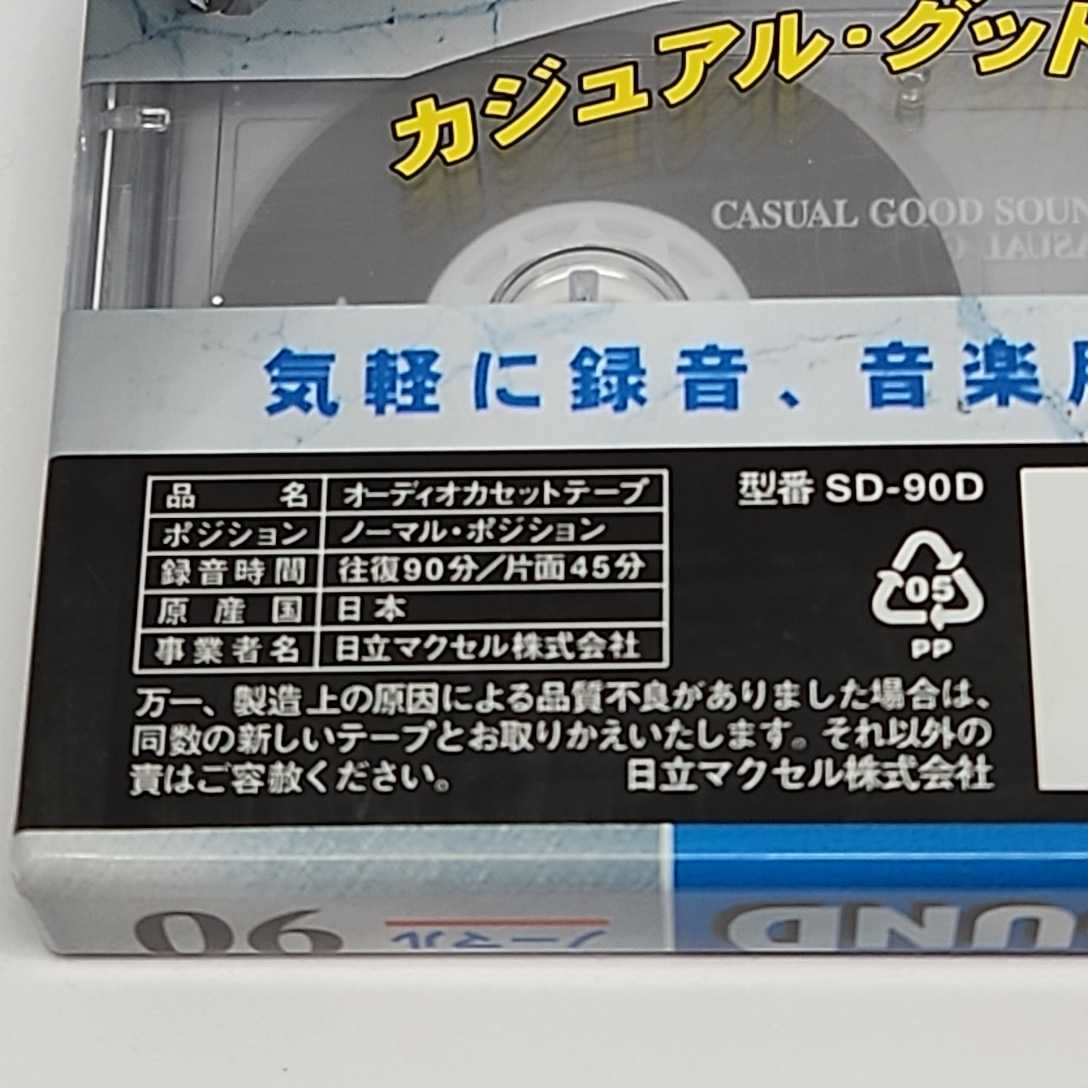 カジュアル・グッド
CASUAL GOOD SOUN
気軽に録音、音楽用
品名 オーディオカセットテープ
ポジション ノーマル・ポジション
録音時間 往復90分/片面45分
原産国 日本
事業者名 日立マクセル株式会社
型番 SD-90D
05
PP
万一、製造上の原因による品質不良がありました場合は、
同数の新しいテープとお取りかえいたします。それ以外の
責はご容赦ください。 日立マクセル株式会社
90
ノーマル
UND